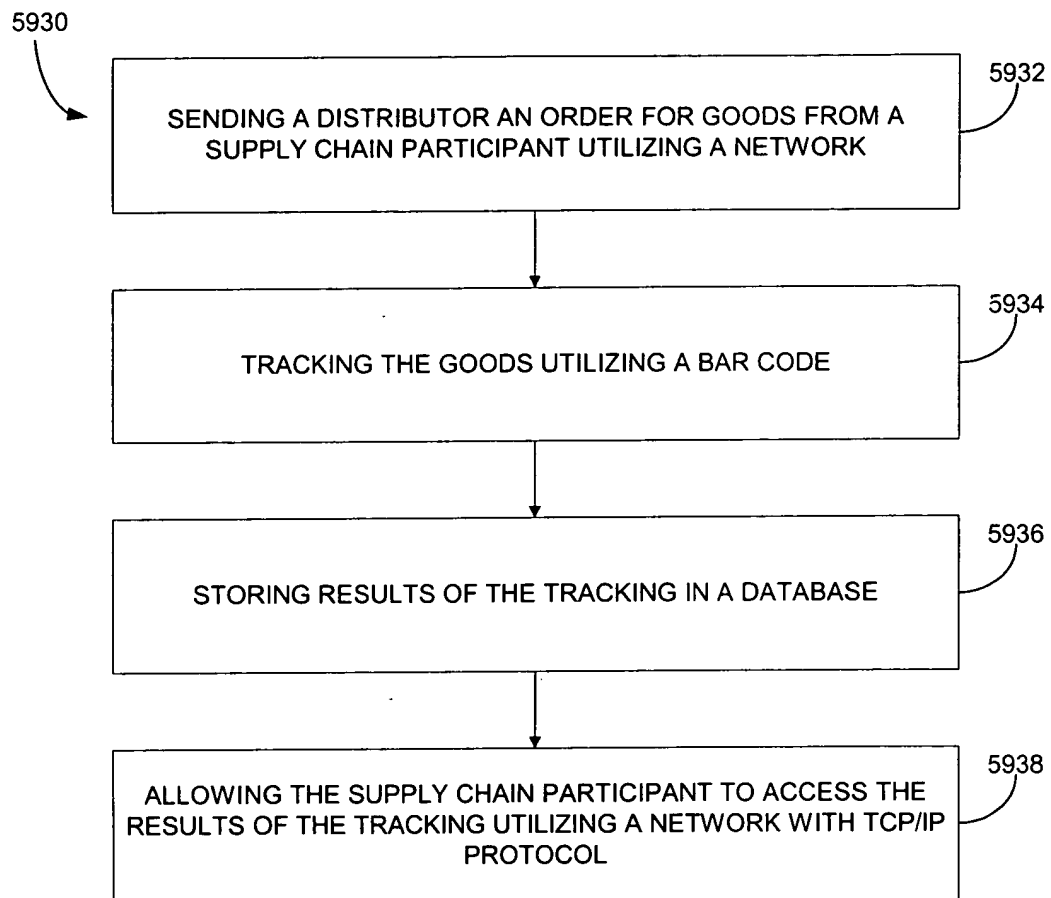 5930
5932
SENDING A DISTRIBUTOR AN ORDER FOR GOODS FROM A
SUPPLY CHAIN PARTICIPANT UTILIZING A NETWORK
5934
TRACKING THE GOODS UTILIZING A BAR CODE
5936
STORING RESULTS OF THE TRACKING IN A DATABASE
5938
ALLOWING THE SUPPLY CHAIN PARTICIPANT TO ACCESS THE
RESULTS OF THE TRACKING UTILIZING A NETWORK WITH TCP/IP
PROTOCOL